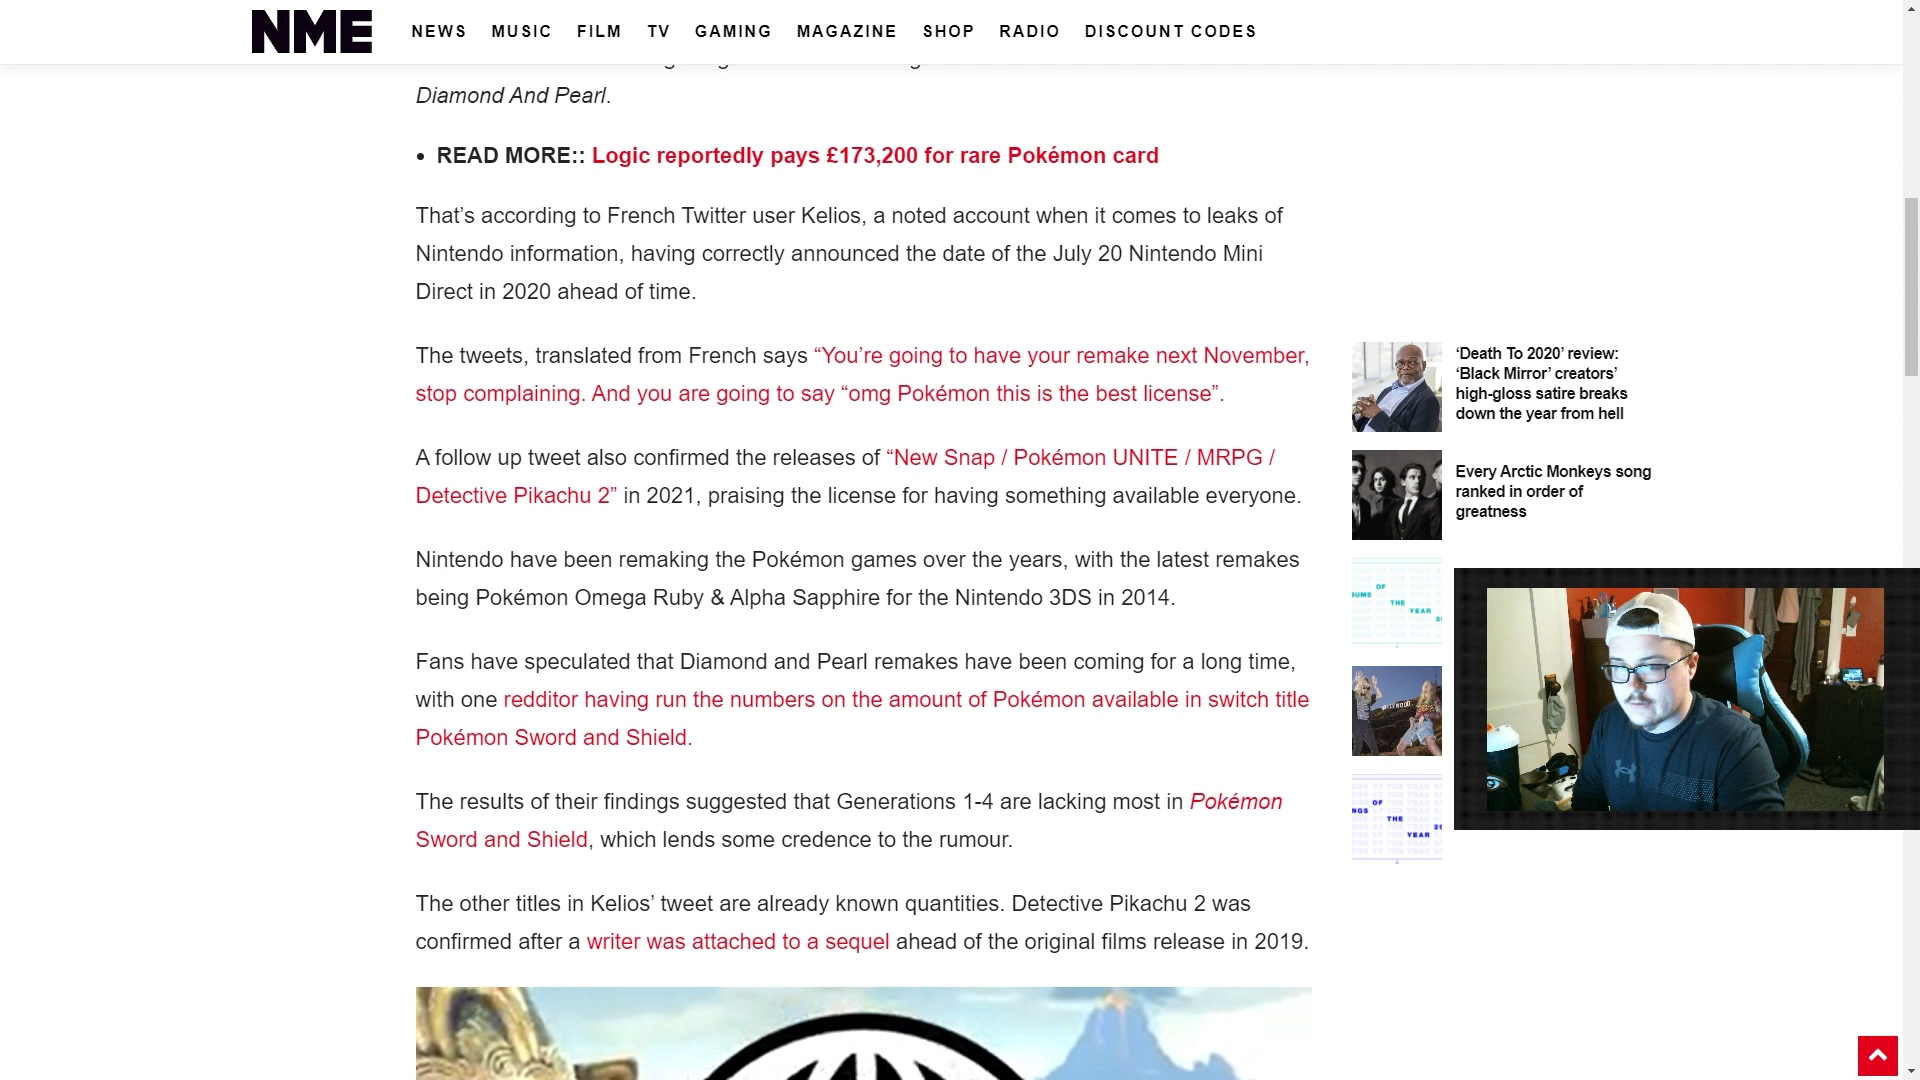 NME
NEWS MUSIC FILM TV GAMING MAGAZINE SHOP RADIO DISCOUNT CODES
Diamond And Pearl.
• READ MORE:: Logic reportedly pays £173,200 for rare Pokémon card
That’s according to French Twitter user Kelios, a noted account when it comes to leaks of
Nintendo information, having correctly announced the date of the July 20 Nintendo Mini
Direct in 2020 ahead of time.
The tweets, translated from French says “You’re going to have your remake next November,
stop complaining. And you are going to say “omg Pokémon this is the best license”.
A follow up tweet also confirmed the releases of “New Snap / Pokémon UNITE / MRPG /
Detective Pikachu 2” in 2021, praising the license for having something available everyone.
Nintendo have been remaking the Pokémon games over the years, with the latest remakes
being Pokémon Omega Ruby & Alpha Sapphire for the Nintendo 3DS in 2014.
Fans have speculated that Diamond and Pearl remakes have been coming for a long time,
with one redditor having run the numbers on the amount of Pokémon available in switch title
Pokémon Sword and Shield.
The results of their findings suggested that Generations 1-4 are lacking most in Pokémon
Sword and Shield, which lends some credence to the rumour.
The other titles in Kelios’ tweet are already known quantities. Detective Pikachu 2 was
confirmed after a writer was attached to a sequel ahead of the original films release in 2019.
‘Death To 2020’ review:
‘Black Mirror’ creators’
high-gloss satire breaks
down the year from hell
Every Arctic Monkeys song
ranked in order of
greatness
OF
THE
YEAR
OF
THE
YEAR